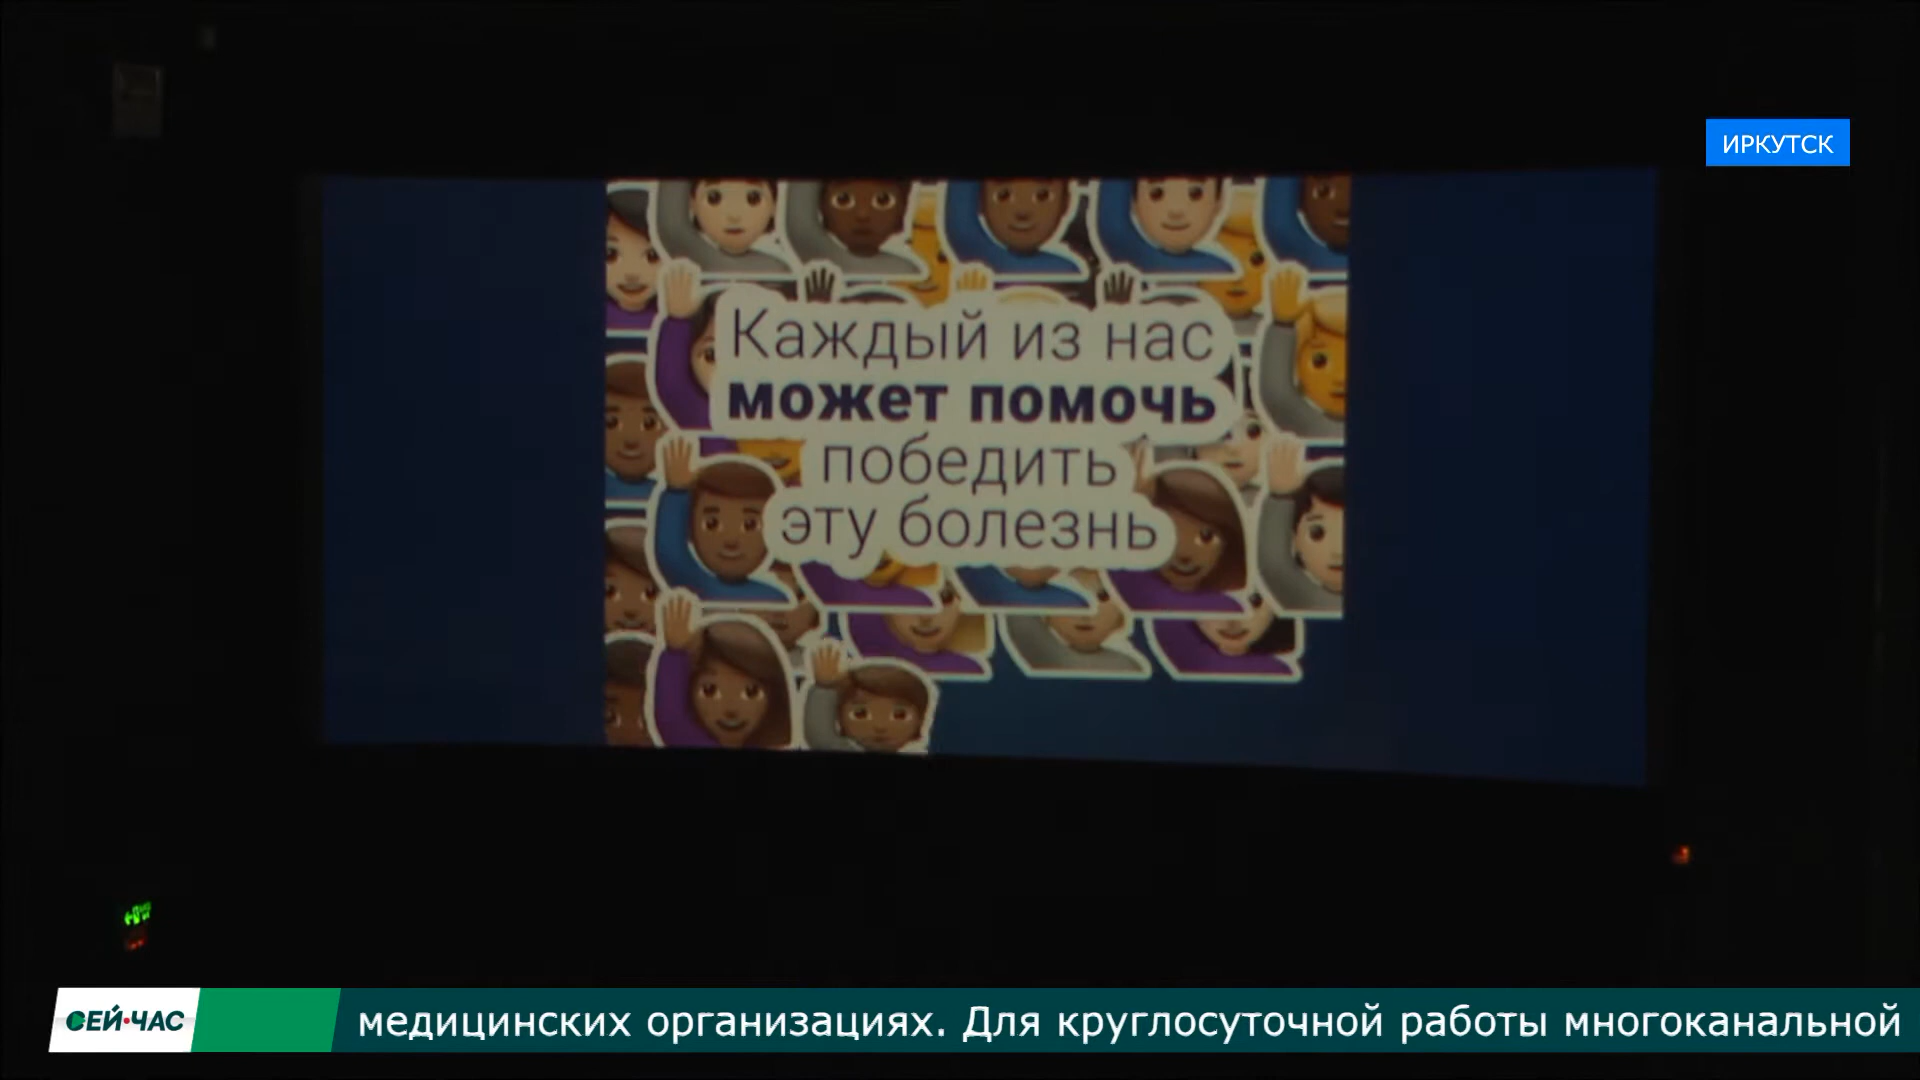 ИРКУТСК
Каждый из нас
может помочь
победить
эту болезнь
СЕЙ•ЧАС
медицинских организациях. Для круглосуточной работы многоканальной